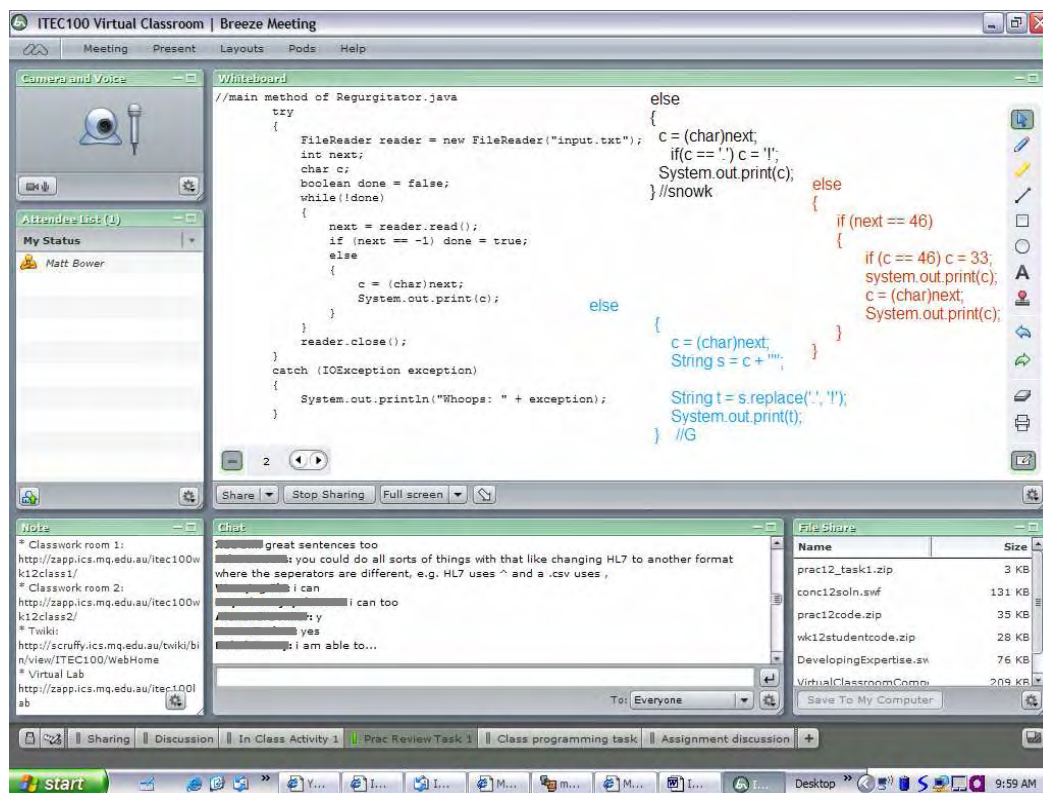 ITEC100 Virtual Classroom | Breeze Meeting
Meeting Present Layouts Pods Help
Camera and Voice
Attendee List (1)
My Status
Matt Bower
Whiteboard
//main method of Regurgitator.java
try
{
FileReader reader = new FileReader("input.txt");
int next;
char c;
boolean done = false;
while(!done)
{
next = reader.read();
if (next == -1) done = true;
else
{
c = (char)next;
System.out.print(c);
}
}
reader.close();
}
catch (IOException exception)
{
System.out.println("Whoops: " + exception);
}
else
{
c = (char)next;
if(c == '.') c = '!';
System.out.print(c);
} //snowk
else
{
if (next == 46)
{
if (c == 46) c = 33;
system.out.print(c);
c = (char)next;
System.out.print(c);
}
}
else
{
c = (char)next;
String s = c + "";
String t = s.replace('.', '!');
System.out.print(t);
} //G
A
2
Share Stop Sharing Full screen
Note
* Classwork room 1:
http://zapp.ics.mq.edu.au/itec100w
k12class1/
* Classwork room 2:
http://zapp.ics.mq.edu.au/itec100w
k12class2/
* Twiki:
http://scruffy.ics.mq.edu.au/twiki/bi
n/view/ITEC100/WebHome
* Virtual Lab
http://zapp.ics.mq.edu.au/itec100l
ab
Chat
great sentences too
: you could do all sorts of things with that like changing HL7 to another format
where the seperators are different, e.g. HL7 uses ^ and a .csv uses ,
i can
i can too
: y
yes
: i am able to...
To: Everyone
File Share
Name Size
prac12_task1.zip 3 KB
conc12soln.swf 131 KB
prac12code.zip 35 KB
wk12studentcode.zip 28 KB
DevelopingExpertise.sw 76 KB
VirtualClassroomComp 209 KB
Save To My Computer
Sharing Discussion In Class Activity 1 Prac Review Task 1 Class programming task Assignment discussion +
start » Y... I... I... M... m... M... I... I... Desktop » 9:59 AM